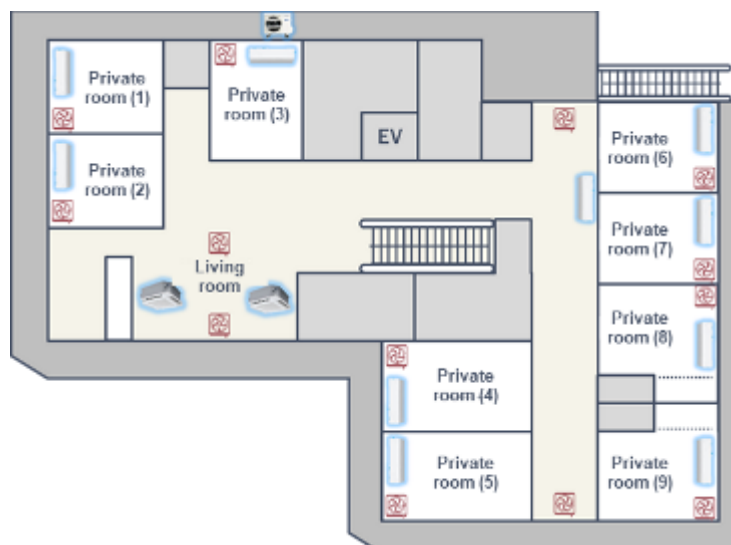 Private
room (1)
Private
room (3)
EV
Private
room (2)
Private
room (6)
Private
room (7)
Living
room
Private
room (8)
Private
room (4)
Private
room (5)
Private
room (9)